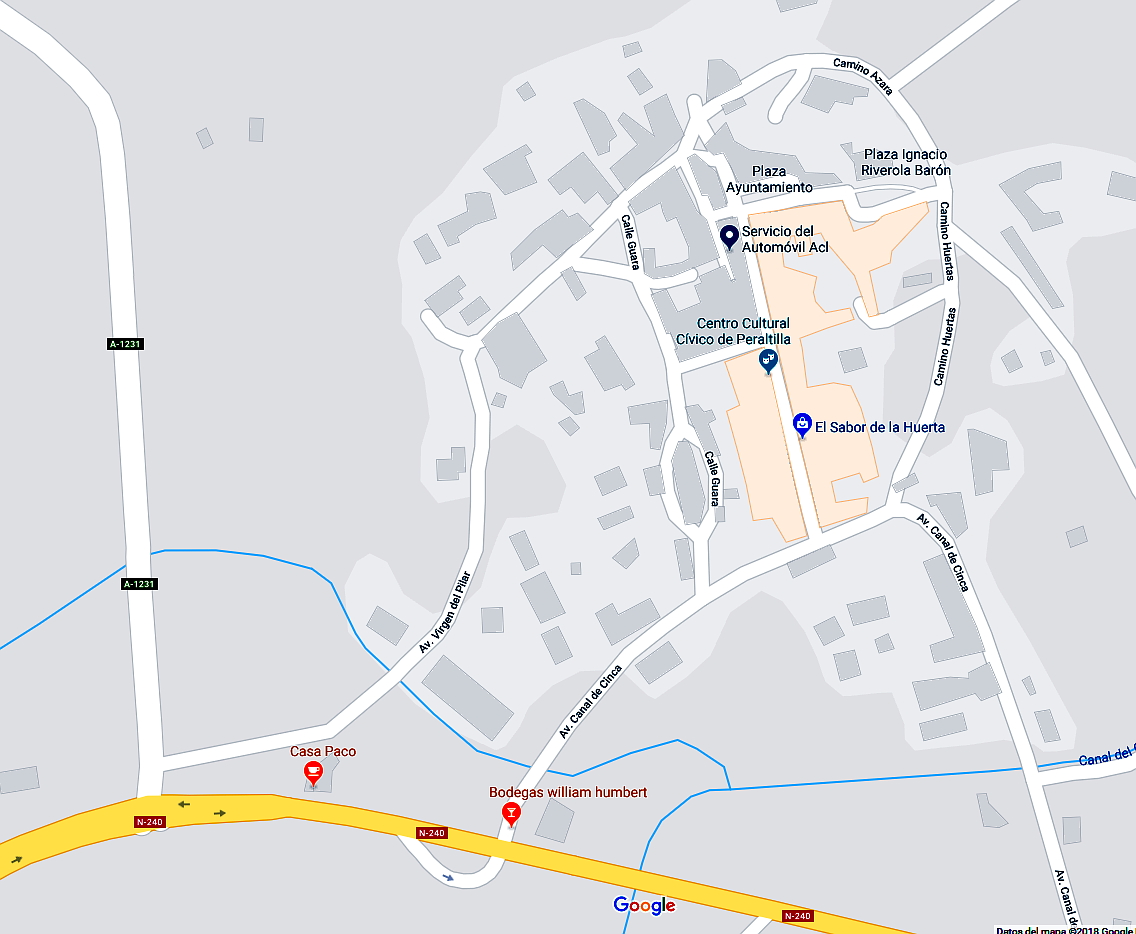 Camino Azara
Plaza Ignacio
Riverola Barón
Plaza
Ayuntamiento
Calle Guara
Camino Huertas
Servicio del
Automóvil Acl
Centro Cultural
Cívico de Peraltilla
A-1231
Camino Huertas
El Sabor de la Huerta
Calle Guara
Av. Canal de Cinca
A-1231
Av. Virgen del Pilar
Av. Canal de Cinca
Casa Paco
Canal del
Bodegas william humbert
N-240
N-240
Av. Canal
Google
N-240
Datos del mapa ©2018 Google